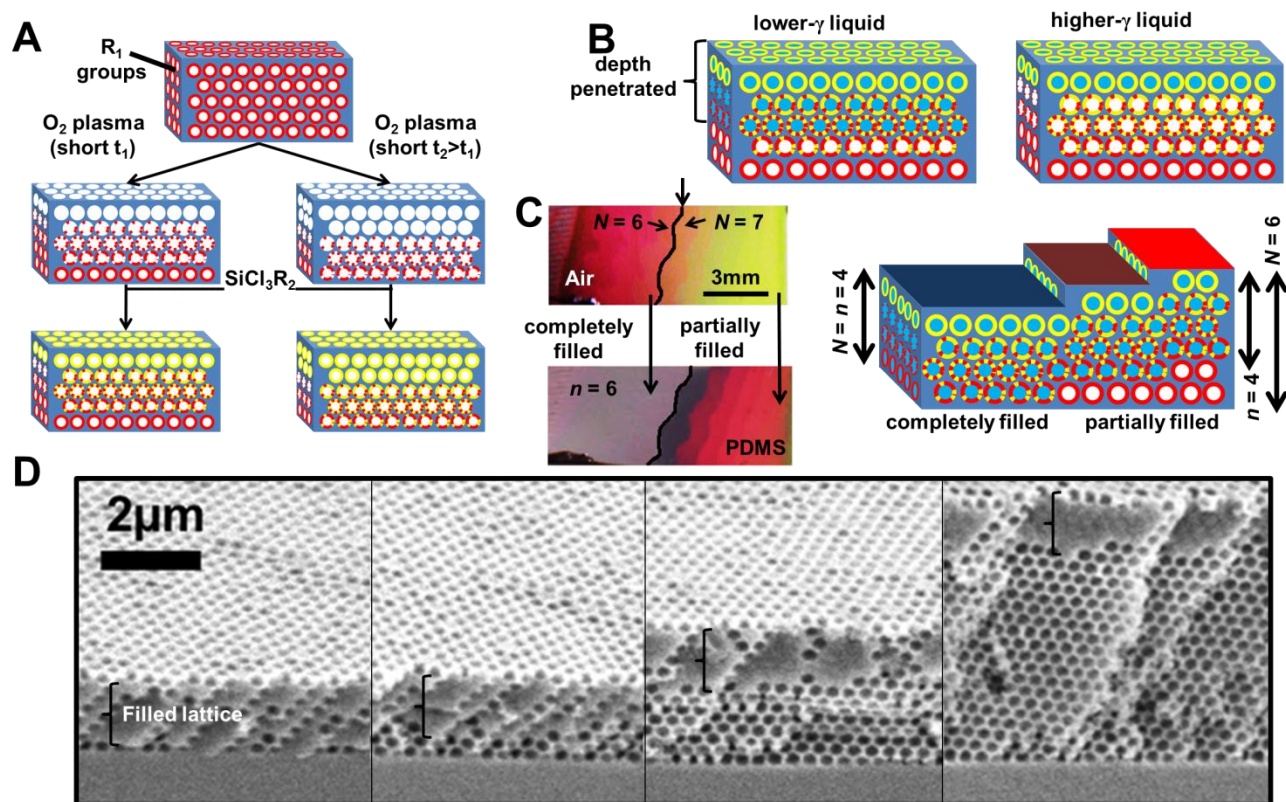 A
R1
groups
O2 plasma
(short t1)
O2 plasma
(short t2>t1)
SiCl3R2
B
lower-γ liquid
higher-γ liquid
depth
penetrated
C
N = 6
N = 7
Air
3mm
completely
filled
partially
filled
n = 6
PDMS
N = n = 4
n = 4
N = 6
completely filled
partially filled
D
2µm
Filled lattice